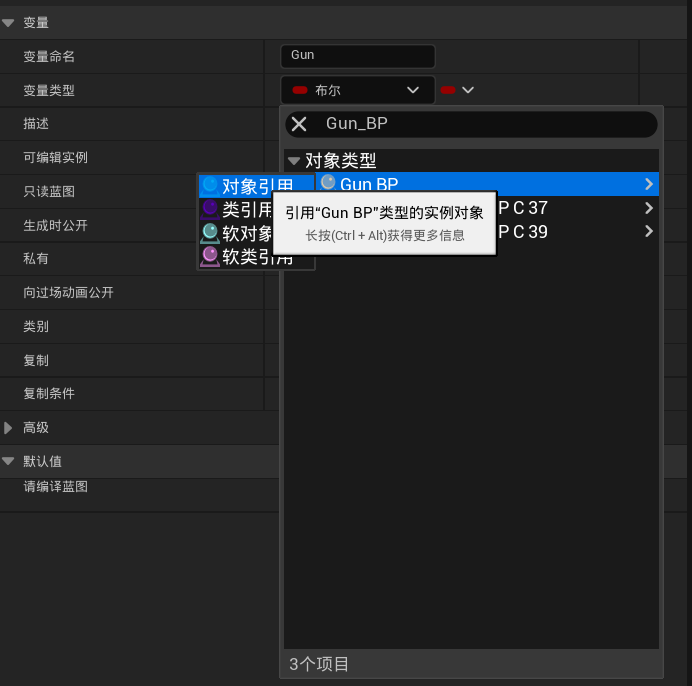 变量
变量命名
Gun
变量类型
布尔
描述
Gun_BP
可编辑实例
对象类型
只读蓝图
对象引用
Gun BP
类引用
引用“Gun BP”类型的实例对象
P C 37
生成时公开
软对象
长按(Ctrl + Alt)获得更多信息
P C 39
私有
软类引用
向过场动画公开
类别
复制
复制条件
高级
默认值
请编译蓝图
3个项目